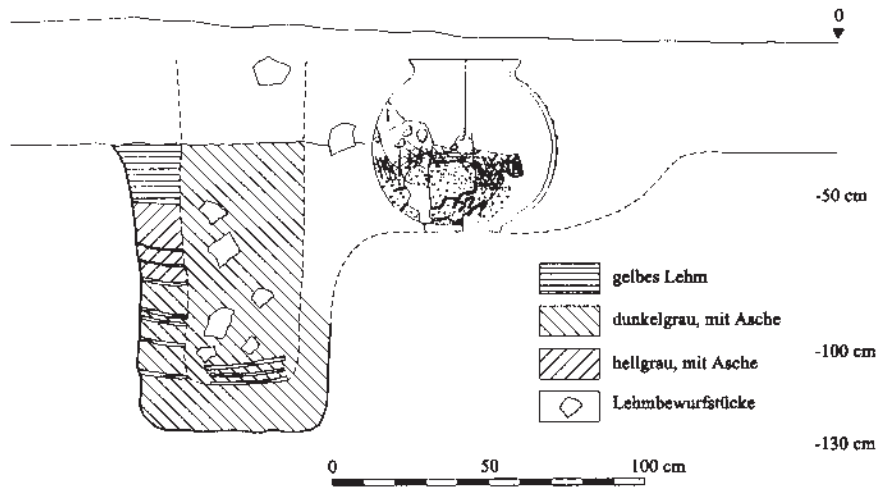 0
-50 cm
gelbes Lehm
dunkelgrau, mit Asche
-100 cm
hellgrau, mit Asche
Lehmbewurfstücke
-130 cm
0 50 100 cm